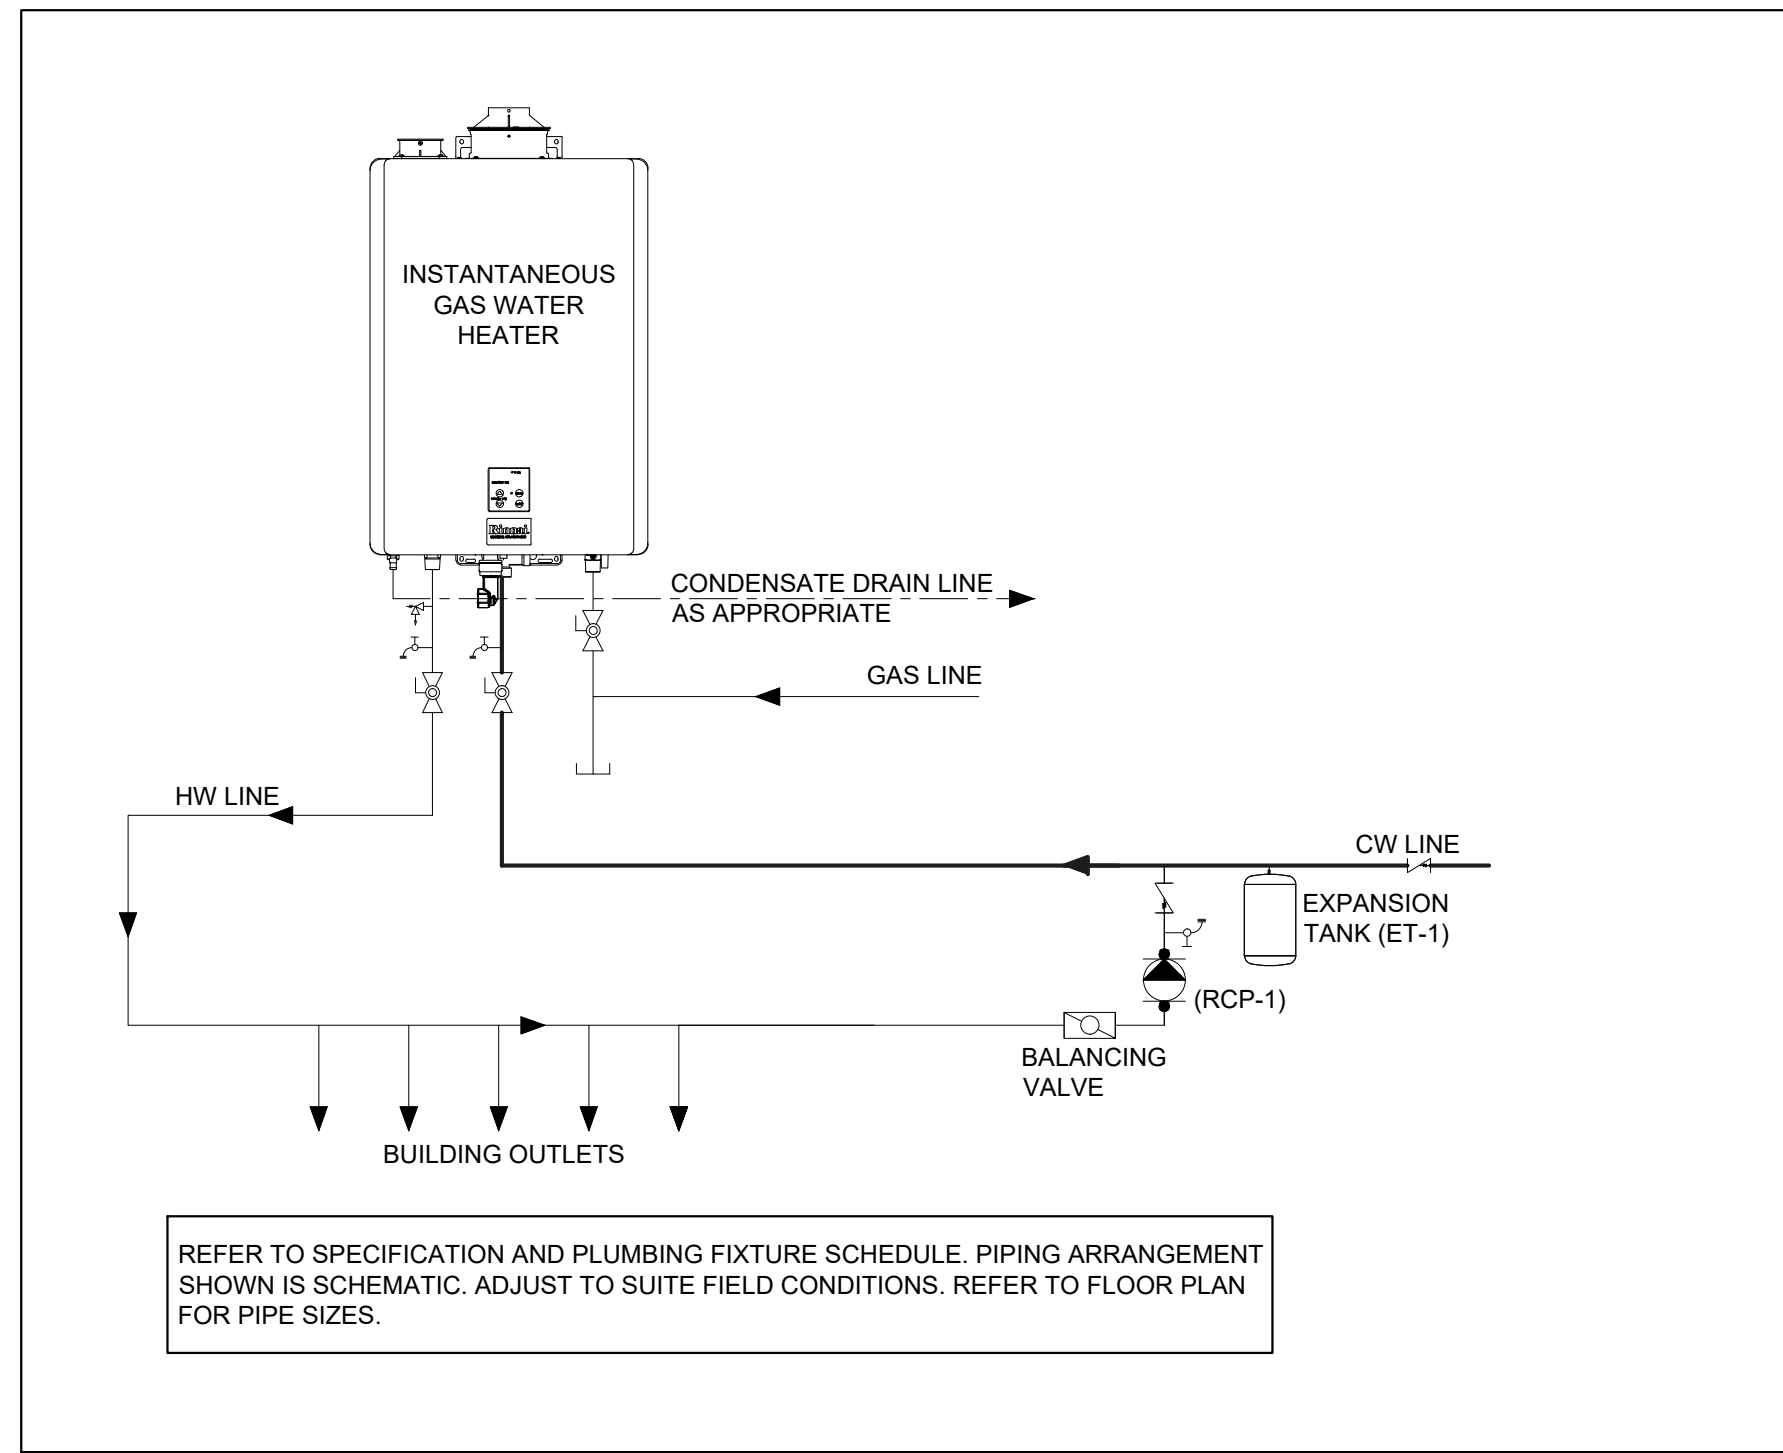 INSTANTANEOUS
GAS WATER
HEATER
Rinnai
CONDENSATE DRAIN LINE
AS APPROPRIATE
GAS LINE
HW LINE
CW LINE
EXPANSION
TANK (ET-1)
(RCP-1)
BALANCING
VALVE
BUILDING OUTLETS
REFER TO SPECIFICATION AND PLUMBING FIXTURE SCHEDULE. PIPING ARRANGEMENT
SHOWN IS SCHEMATIC. ADJUST TO SUITE FIELD CONDITIONS. REFER TO FLOOR PLAN
FOR PIPE SIZES.